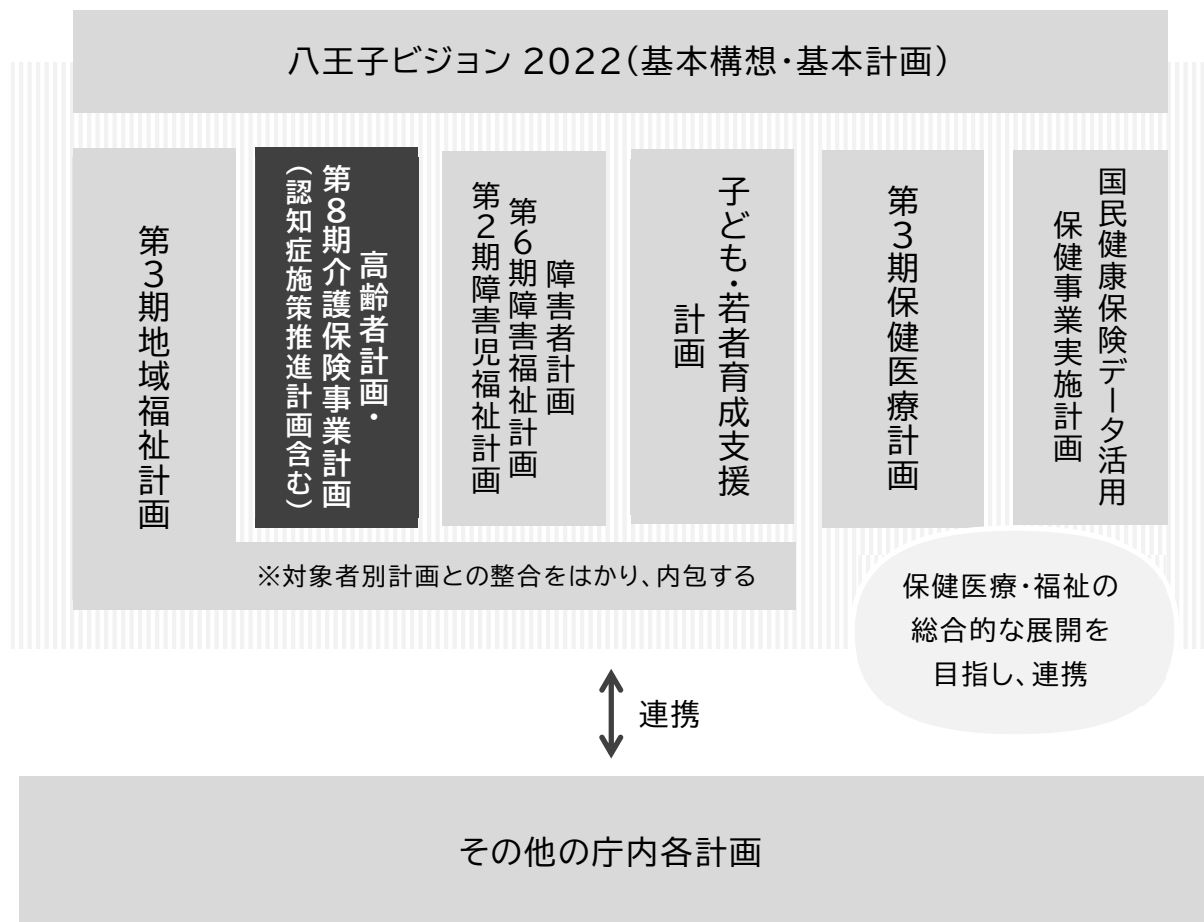 八王子ビジョン 2022(基本構想・基本計画)
第3期地域福祉計画
高齢者計画・
第8期介護保険事業計画
(認知症施策推進計画含む)
障害者計画
第6期障害福祉計画
第2期障害児福祉計画
子ども・若者育成支援
計画
第3期保健医療計画
国民健康保険データ活用
保健事業実施計画
※対象者別計画との整合をはかり、内包する
保健医療・福祉の
総合的な展開を
目指し、連携
連携
その他の庁内各計画